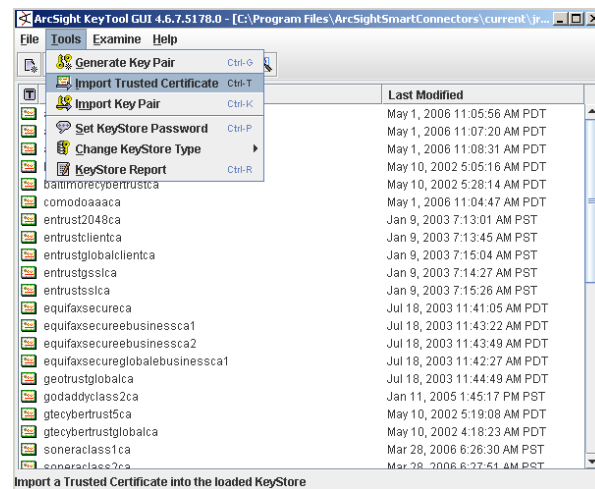 ArcSight KeyTool GUI 4.6.7.5178.0 - [C:\Program Files\ArcSightSmartConnectors\current\jr...
File Tools Examine Help
Generate Key Pair Ctrl-G
Import Trusted Certificate Ctrl-T
Import Key Pair Ctrl-K
Set KeyStore Password Ctrl-P
Change KeyStore Type
KeyStore Report Ctrl-R
T Last Modified
May 1, 2006 11:05:56 AM PDT
May 1, 2006 11:07:20 AM PDT
May 1, 2006 11:08:31 AM PDT
May 10, 2002 5:05:16 AM PDT
baltimorecybertrustca May 10, 2002 5:28:14 AM PDT
comodoaaaca May 1, 2006 11:04:47 AM PDT
entrust2048ca Jan 9, 2003 7:13:01 AM PST
entrustclientca Jan 9, 2003 7:13:45 AM PST
entrustglobalclientca Jan 9, 2003 7:15:04 AM PST
entrustgsslca Jan 9, 2003 7:14:27 AM PST
entrustsslca Jan 9, 2003 7:15:26 AM PST
equifaxsecureca Jul 18, 2003 11:41:05 AM PDT
equifaxsecureebusinessca1 Jul 18, 2003 11:43:22 AM PDT
equifaxsecureebusinessca2 Jul 18, 2003 11:43:49 AM PDT
equifaxsecureglobalebusinessca1 Jul 18, 2003 11:42:27 AM PDT
geotrustglobalca Jul 18, 2003 11:44:49 AM PDT
godaddyclass2ca Jan 11, 2005 1:45:17 PM PST
gtecybertrust5ca May 10, 2002 5:19:08 AM PDT
gtecybertrustglobalca May 10, 2002 4:18:23 AM PDT
soneraclass1ca Mar 28, 2006 6:26:30 AM PST
soneraclass2ca Mar 28, 2006 6:27:51 AM PST
Import a Trusted Certificate into the loaded KeyStore